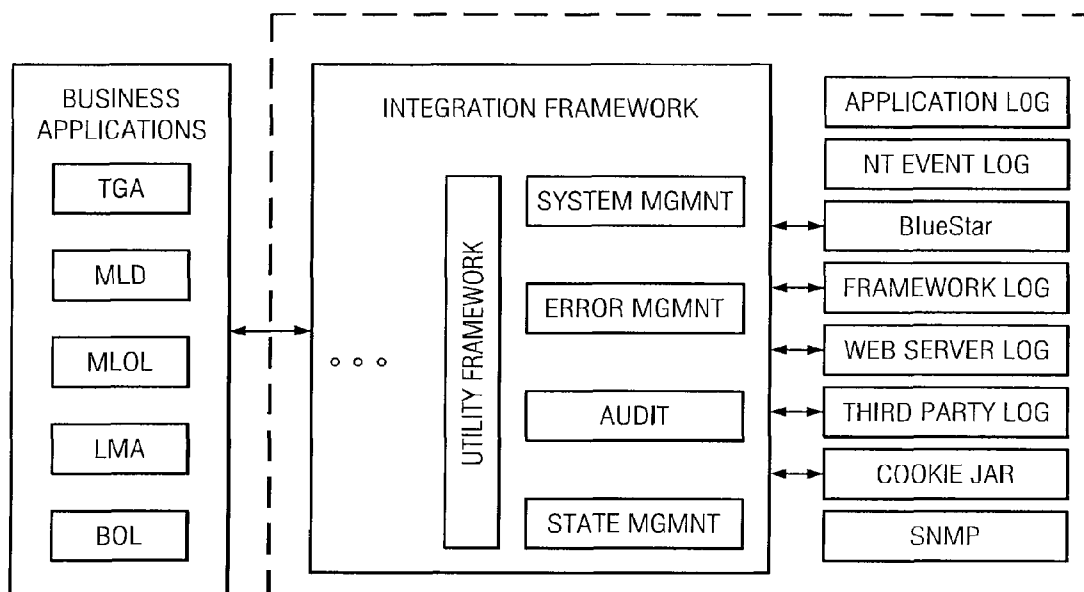 BUSINESS
APPLICATIONS
TGA
MLD
MLOL
LMA
BOL
INTEGRATION FRAMEWORK
UTILITY FRAMEWORK
SYSTEM MGMNT
ERROR MGMNT
AUDIT
STATE MGMNT
APPLICATION LOG
NT EVENT LOG
BlueStar
FRAMEWORK LOG
WEB SERVER LOG
THIRD PARTY LOG
COOKIE JAR
SNMP